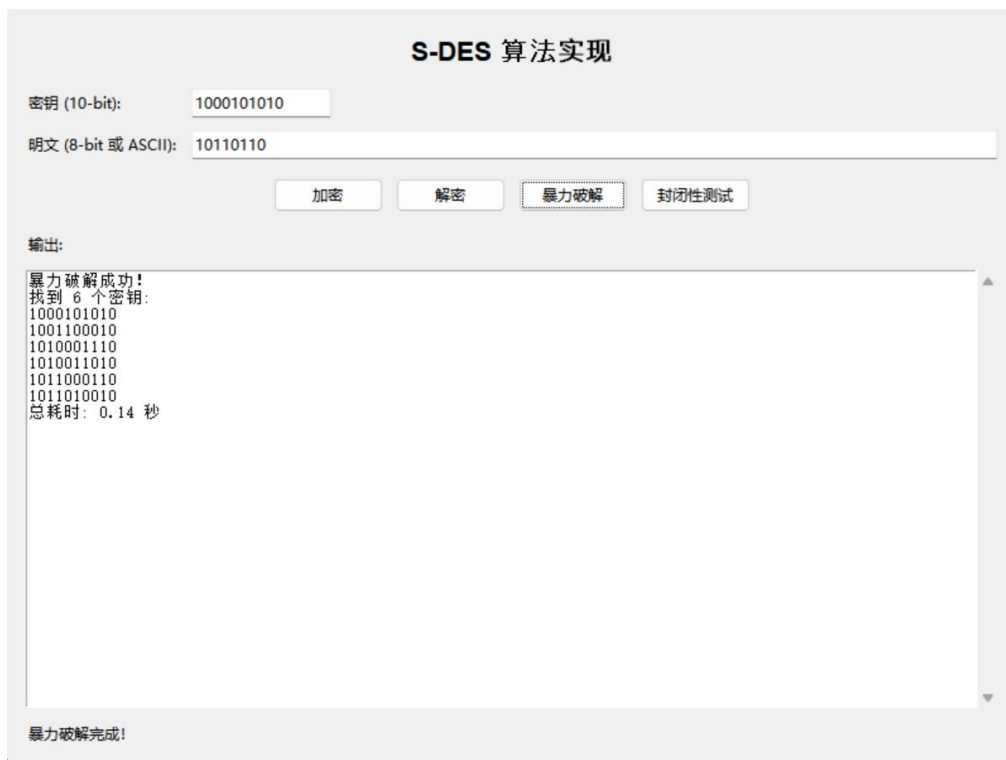 S-DES 算法实现
密钥 (10-bit): 1000101010
明文 (8-bit 或 ASCII): 10110110
加密 解密 暴力破解 封闭性测试
输出:
暴力破解成功!
找到 6 个密钥:
1000101010
1001100010
1010001110
1010011010
1011000110
1011010010
总耗时: 0.14 秒
暴力破解完成!